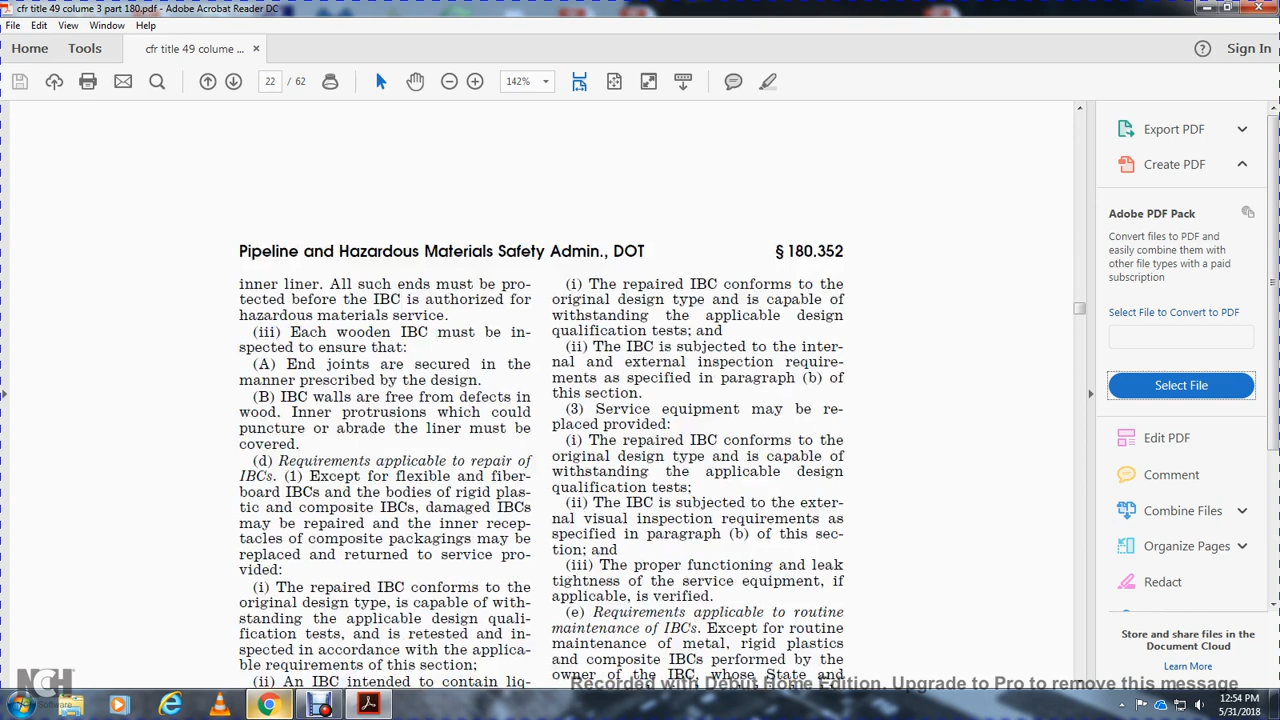 cfr title 49 colume 3 part 180.pdf - Adobe Acrobat Reader DC
File Edit View Window Help
Home Tools cfr title 49 colume ... × Sign In
22 / 62 142%
Export PDF
Create PDF
Adobe PDF Pack
Convert files to PDF and
easily combine them with
other file types with a paid
subscription
Select File to Convert to PDF
Select File
Edit PDF
Comment
Combine Files
Organize Pages
Redact
Store and share files in the
Document Cloud
Learn More
Pipeline and Hazardous Materials Safety Admin., DOT § 180.352
inner liner. All such ends must be pro-
tected before the IBC is authorized for
hazardous materials service.
(iii) Each wooden IBC must be in-
spected to ensure that:
(A) End joints are secured in the
manner prescribed by the design.
(B) IBC walls are free from defects in
wood. Inner protrusions which could
puncture or abrade the liner must be
covered.
(d) Requirements applicable to repair of
IBCs. (1) Except for flexible and fiber-
board IBCs and the bodies of rigid plas-
tic and composite IBCs, damaged IBCs
may be repaired and the inner recep-
tacles of composite packagings may be
replaced and returned to service pro-
vided:
(i) The repaired IBC conforms to the
original design type, is capable of with-
standing the applicable design quali-
fication tests, and is retested and in-
spected in accordance with the applica-
ble requirements of this section;
(ii) An IBC intended to contain liq-
(i) The repaired IBC conforms to the
original design type and is capable of
withstanding the applicable design
qualification tests; and
(ii) The IBC is subjected to the inter-
nal and external inspection require-
ments as specified in paragraph (b) of
this section.
(3) Service equipment may be re-
placed provided:
(i) The repaired IBC conforms to the
original design type and is capable of
withstanding the applicable design
qualification tests;
(ii) The IBC is subjected to the exter-
nal visual inspection requirements as
specified in paragraph (b) of this sec-
tion; and
(iii) The proper functioning and leak
tightness of the service equipment, if
applicable, is verified.
(e) Requirements applicable to routine
maintenance of IBCs. Except for routine
maintenance of metal, rigid plastics
and composite IBCs performed by the
owner of the IBC, whose State and
Recorded with Debut Home Edition. Upgrade to Pro to remove this message
NCH
Software
12:54 PM
5/31/2018